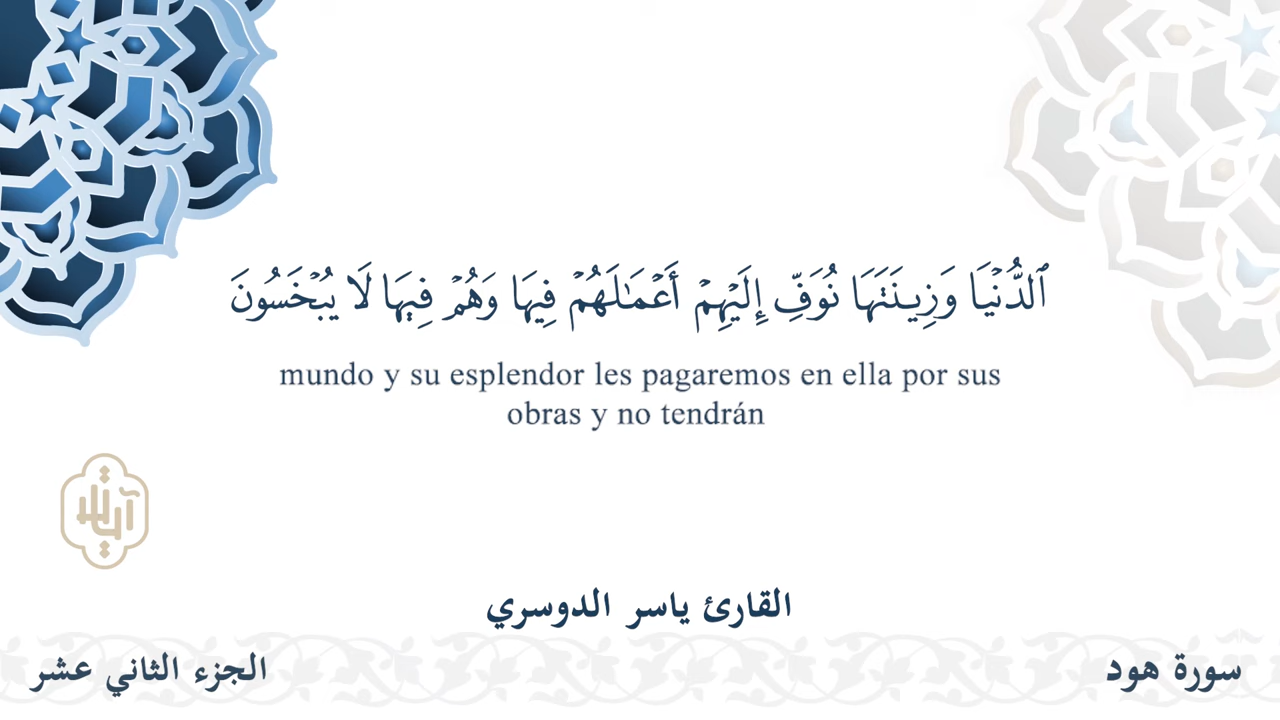 ٱلدُّنۡيَا وَزِينَتَهَا نُوَفِّ إِلَيۡهِمۡ أَعۡمَٰلَهُمۡ فِيهَا وَهُمۡ فِيهَا لَا يُبۡخَسُونَ
mundo y su esplendor les pagaremos en ella por sus
obras y no tendrán
القارئ ياسر الدوسري
سورة هود
الجزء الثاني عشر